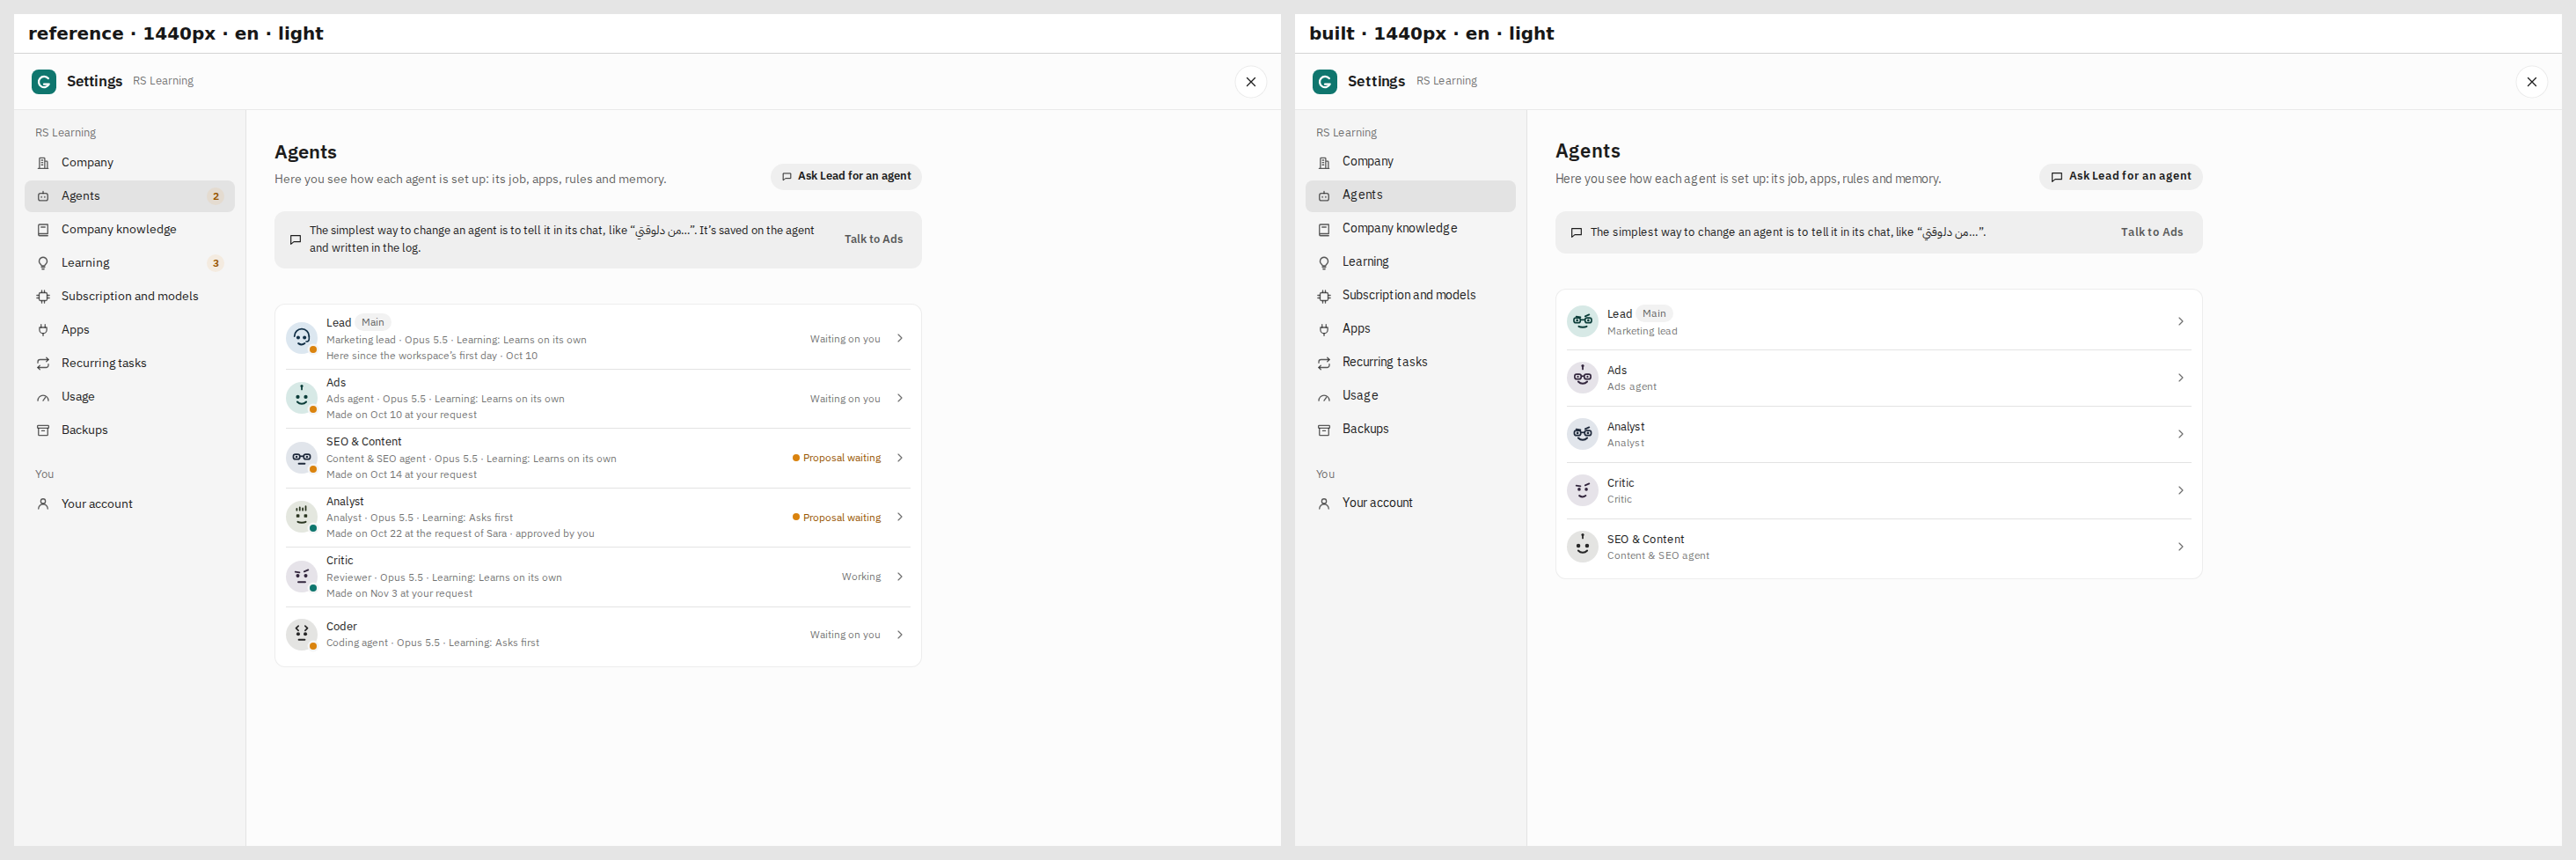 reference · 1440px · en · light
Settings RS Learning
RS Learning
Company
Agents 2
Company knowledge
Learning 3
Subscription and models
Apps
Recurring tasks
Usage
Backups
You
Your account
Agents
Here you see how each agent is set up: its job, apps, rules and memory.
Ask Lead for an agent
The simplest way to change an agent is to tell it in its chat, like “من دلوقتي…”. It’s saved on the agent
and written in the log.
Talk to Ads
Lead Main
Marketing lead · Opus 5.5 · Learning: Learns on its own
Here since the workspace’s first day · Oct 10
Waiting on you
Ads
Ads agent · Opus 5.5 · Learning: Learns on its own
Made on Oct 10 at your request
Waiting on you
SEO & Content
Content & SEO agent · Opus 5.5 · Learning: Learns on its own
Made on Oct 14 at your request
Proposal waiting
Analyst
Analyst · Opus 5.5 · Learning: Asks first
Made on Oct 22 at the request of Sara · approved by you
Proposal waiting
Critic
Reviewer · Opus 5.5 · Learning: Learns on its own
Made on Nov 3 at your request
Working
Coder
Coding agent · Opus 5.5 · Learning: Asks first
Waiting on you
built · 1440px · en · light
Settings RS Learning
RS Learning
Company
Agents
Company knowledge
Learning
Subscription and models
Apps
Recurring tasks
Usage
Backups
You
Your account
Agents
Here you see how each agent is set up: its job, apps, rules and memory.
Ask Lead for an agent
The simplest way to change an agent is to tell it in its chat, like “من دلوقتي…”.
Talk to Ads
Lead Main
Marketing lead
Ads
Ads agent
Analyst
Analyst
Critic
Critic
SEO & Content
Content & SEO agent